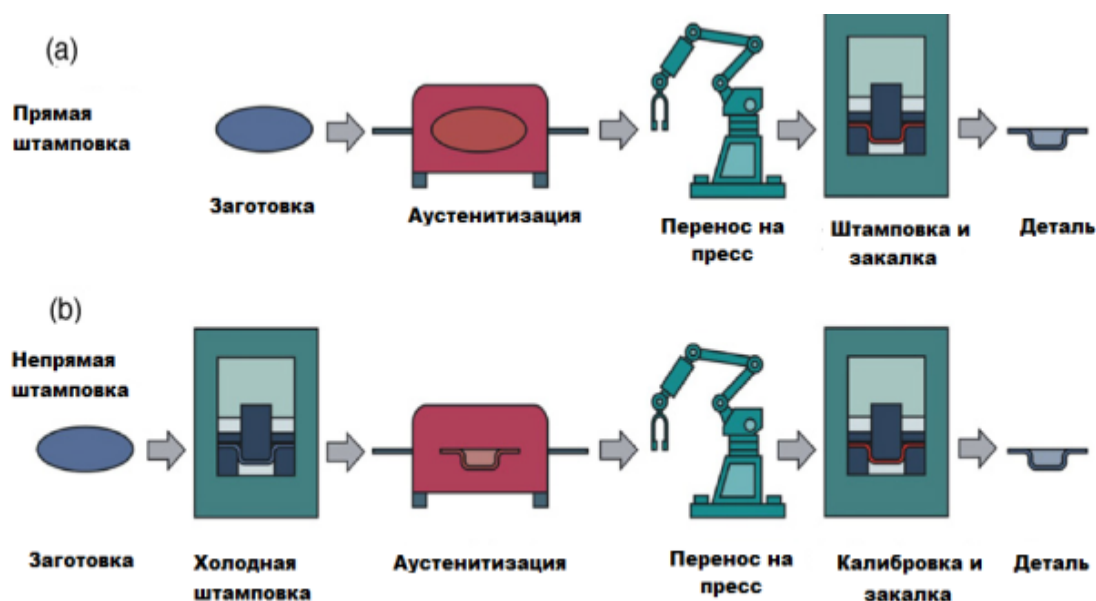 (a)
Прямая
штамповка
Заготовка
Аустенитизация
Перенос на
пресс
Штамповка и
закалка
Деталь
(b)
Непрямая
штамповка
Заготовка
Холодная
штамповка
Аустенитизация
Перенос на
пресс
Калибровка и
закалка
Деталь